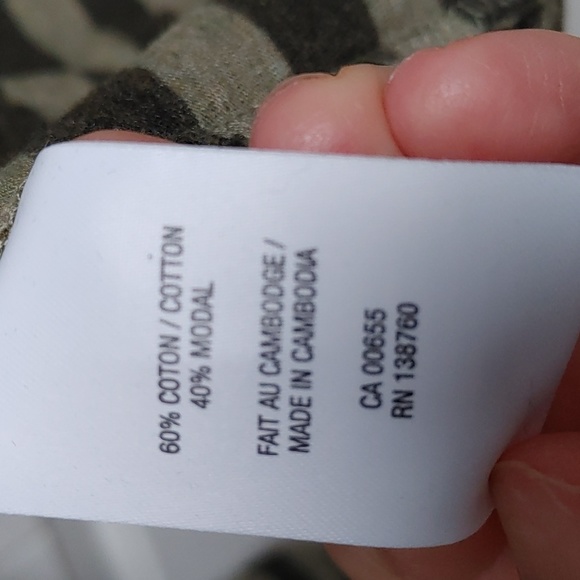 60% COTON / COTTON
40% MODAL
FAIT AU CAMBODGE /
MADE IN CAMBODIA
CA 00655
RN 138760